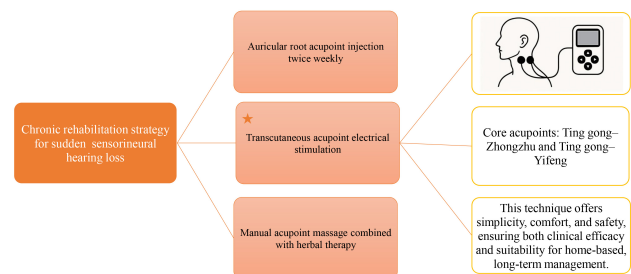 Chronic rehabilitation strategy
for sudden sensorineural
hearing loss
Auricular root acupoint injection
twice weekly
Transcutaneous acupoint electrical
stimulation
Manual acupoint massage combined
with herbal therapy
Core acupoints: Ting gong–
Zhongzhu and Ting gong–
Yifeng
This technique offers
simplicity, comfort, and safety,
ensuring both clinical efficacy
and suitability for home-based,
long-term management.